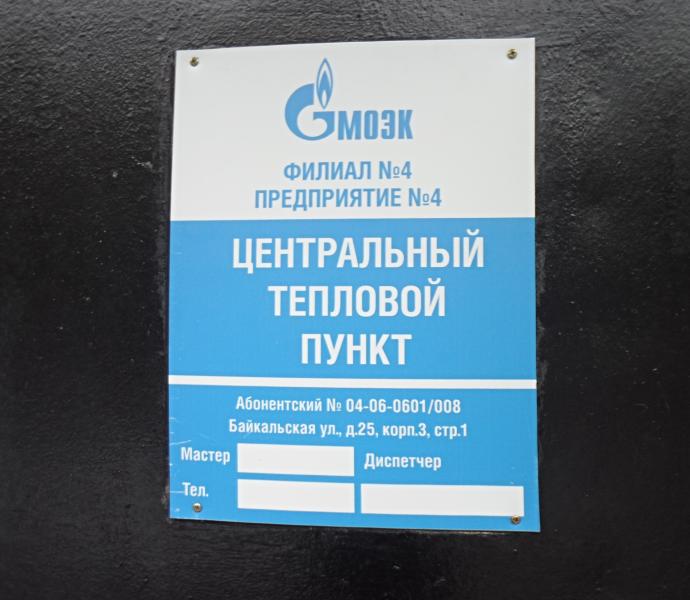 МОЭК
ФИЛИАЛ №4
ПРЕДПРИЯТИЕ №4
ЦЕНТРАЛЬНЫЙ
ТЕПЛОВОЙ
ПУНКТ
Абонентский № 04-06-0601/008
Байкальская ул., д.25, корп.3, стр.1
Мастер Диспетчер
Тел.